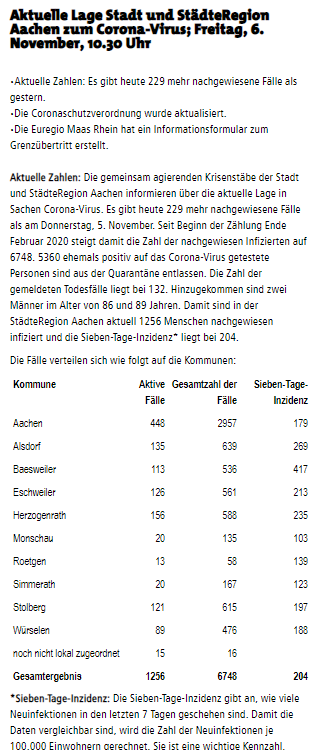 Aktuelle Lage Stadt und StädteRegion
Aachen zum Corona-Virus; Freitag, 6.
November, 10.30 Uhr
•Aktuelle Zahlen: Es gibt heute 229 mehr nachgewiesene Fälle als
gestern.
•Die Coronaschutzverordnung wurde aktualisiert.
•Die Euregio Maas Rhein hat ein Informationsformular zum
Grenzübertritt erstellt.
Aktuelle Zahlen: Die gemeinsam agierenden Krisenstäbe der Stadt
und StädteRegion Aachen informieren über die aktuelle Lage in
Sachen Corona-Virus. Es gibt heute 229 mehr nachgewiesene Fälle
als am Donnerstag, 5. November. Seit Beginn der Zählung Ende
Februar 2020 steigt damit die Zahl der nachgewiesen Infizierten auf
6748. 5360 ehemals positiv auf das Corona-Virus getestete
Personen sind aus der Quarantäne entlassen. Die Zahl der
gemeldeten Todesfälle liegt bei 132. Hinzugekommen sind zwei
Männer im Alter von 86 und 89 Jahren. Damit sind in der
StädteRegion Aachen aktuell 1256 Menschen nachgewiesen
infiziert und die Sieben-Tage-Inzidenz* liegt bei 204.
Die Fälle verteilen sich wie folgt auf die Kommunen:
Kommune Aktive Gesamtzahl der Sieben-Tage-
Fälle Fälle Inzidenz
Aachen 448 2957 179
Alsdorf 135 639 269
Baesweiler 113 536 417
Eschweiler 126 561 213
Herzogenrath 156 588 235
Monschau 20 135 103
Roetgen 13 58 139
Simmerath 20 167 123
Stolberg 121 615 197
Würselen 89 476 188
noch nicht lokal zugeordnet 15 16
Gesamtergebnis 1256 6748 204
*Sieben-Tage-Inzidenz: Die Sieben-Tage-Inzidenz gibt an, wie viele
Neuinfektionen in den letzten 7 Tagen geschehen sind. Damit die
Daten vergleichbar sind, wird die Zahl der Neuinfektionen je
100.000 Einwohnern gerechnet. Sie ist eine wichtige Kennzahl,